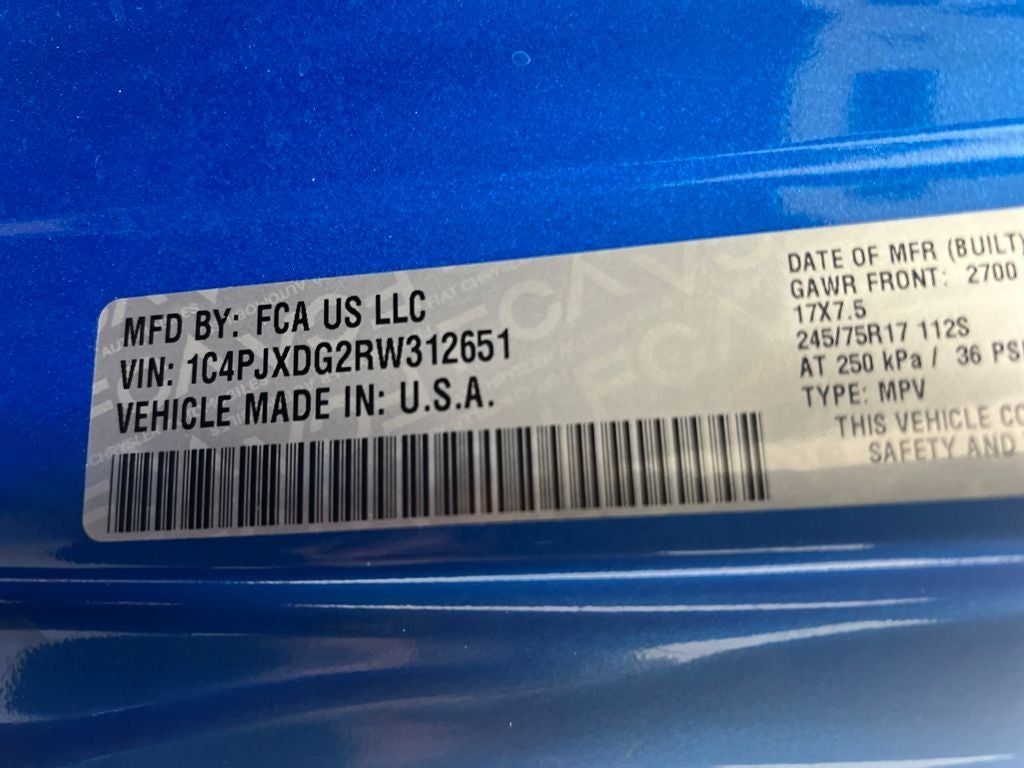 MFD BY: FCA US LLC
VIN: 1C4PJXDG2RW312651
VEHICLE MADE IN: U.S.A.
DATE OF MFR (BUILT)
GAWR FRONT: 2700
17X7.5
245/75R17 112S
AT 250 kPa / 36 PSI
TYPE: MPV
THIS VEHICLE CO
SAFETY AND